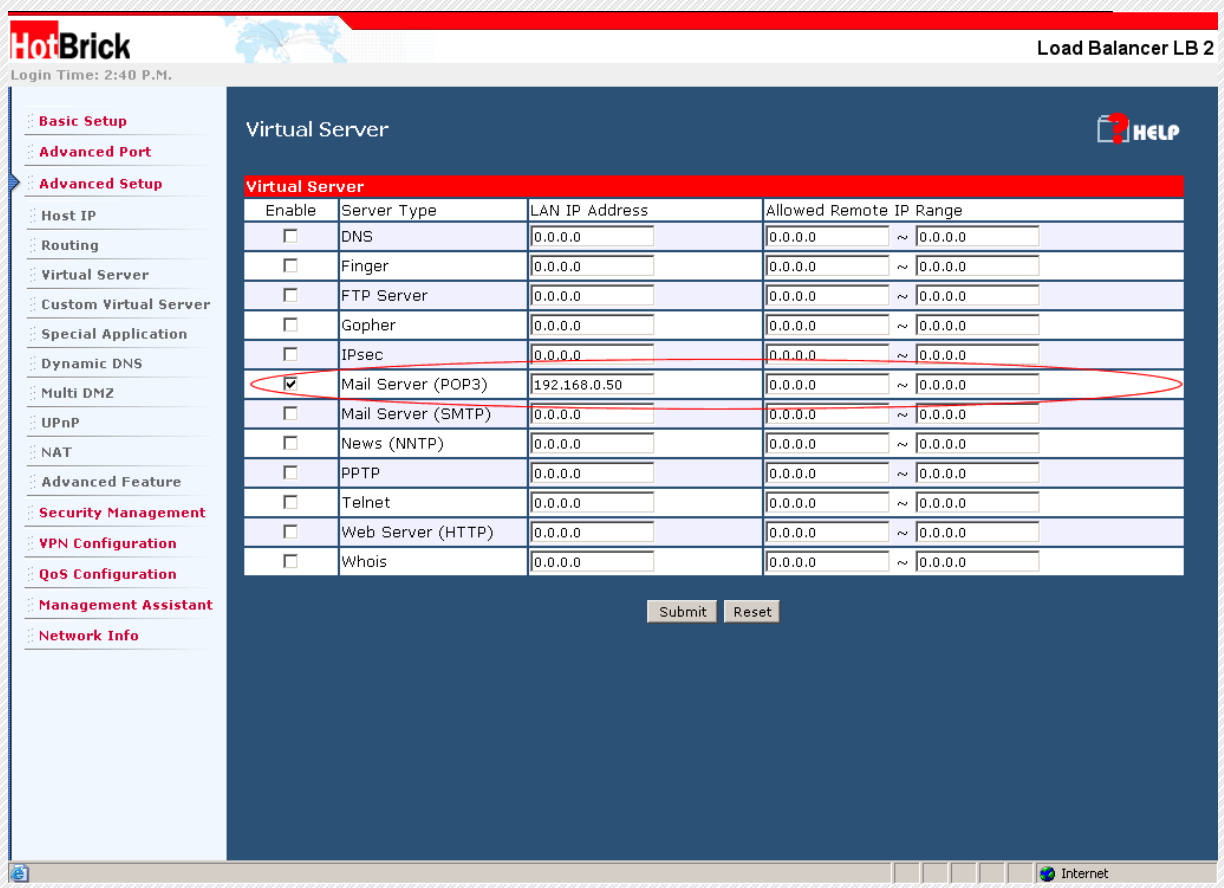 HotBrick
Load Balancer LB 2
Login Time: 2:40 P.M.
Basic Setup
Advanced Port
Advanced Setup
Host IP
Routing
Virtual Server
Custom Virtual Server
Special Application
Dynamic DNS
Multi DMZ
UPnP
NAT
Advanced Feature
Security Management
VPN Configuration
QoS Configuration
Management Assistant
Network Info
Virtual Server
HELP
Virtual Server
Enable Server Type LAN IP Address Allowed Remote IP Range
DNS 0.0.0.0 0.0.0.0 ~ 0.0.0.0
Finger 0.0.0.0 0.0.0.0 ~ 0.0.0.0
FTP Server 0.0.0.0 0.0.0.0 ~ 0.0.0.0
Gopher 0.0.0.0 0.0.0.0 ~ 0.0.0.0
IPsec 0.0.0.0 0.0.0.0 ~ 0.0.0.0
Mail Server (POP3) 192.168.0.50 0.0.0.0 ~ 0.0.0.0
Mail Server (SMTP) 0.0.0.0 0.0.0.0 ~ 0.0.0.0
News (NNTP) 0.0.0.0 0.0.0.0 ~ 0.0.0.0
PPTP 0.0.0.0 0.0.0.0 ~ 0.0.0.0
Telnet 0.0.0.0 0.0.0.0 ~ 0.0.0.0
Web Server (HTTP) 0.0.0.0 0.0.0.0 ~ 0.0.0.0
Whois 0.0.0.0 0.0.0.0 ~ 0.0.0.0
Submit Reset
Internet